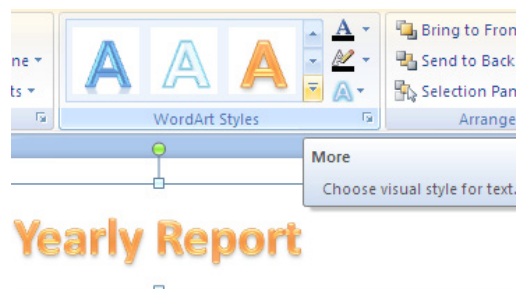 A A A A
Bring to Fron
ne
Send to Back
ts
A
Selection Pan
WordArt Styles
Arrange
More
Choose visual style for text.
Yearly Report